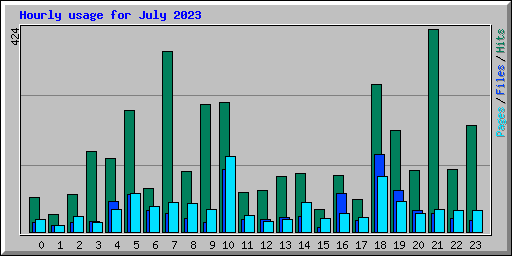 Hourly usage for July 2023
424
Pages/Files/Hits
0 1 2 3 4 5 6 7 8 9 10 11 12 13 14 15 16 17 18 19 20 21 22 23